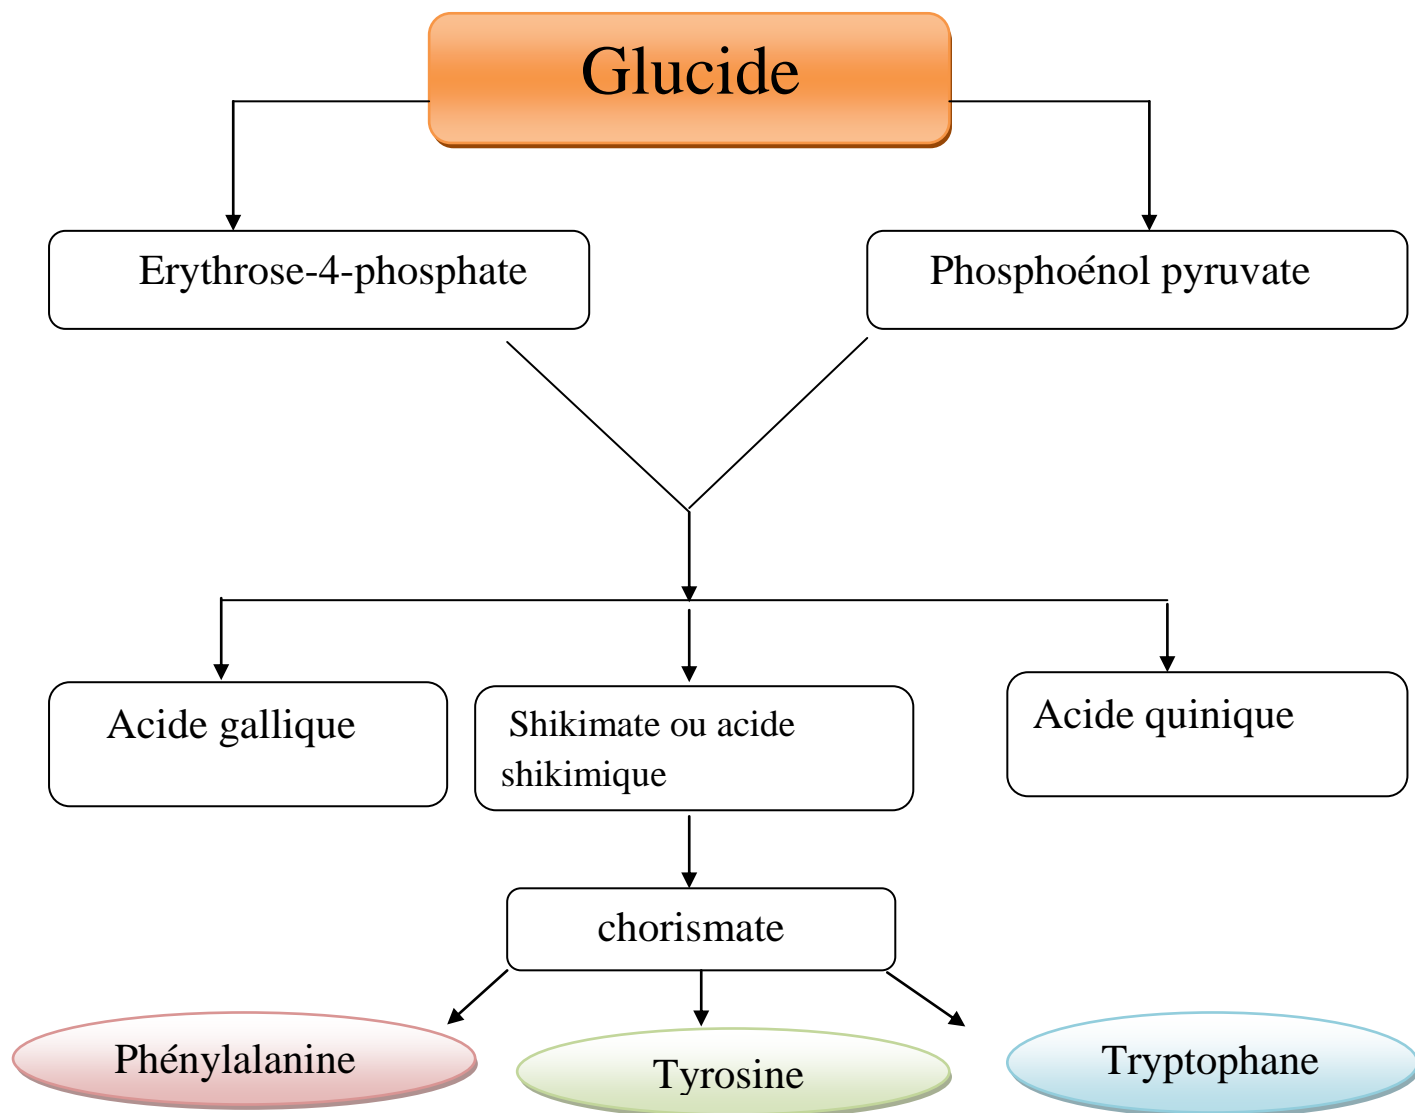 Glucide
Erythrose-4-phosphate
Phosphoénol pyruvate
Acide gallique
Shikimate ou acide
shikimique
Acide quinique
chorismate
Phénylalanine
Tyrosine
Tryptophane